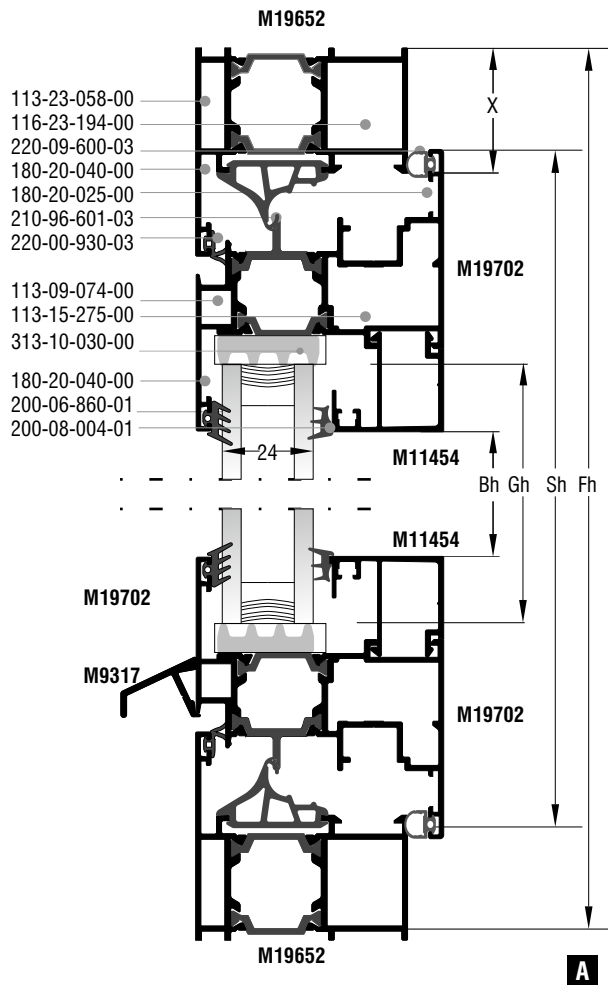 M19652
113-23-058-00
116-23-194-00
220-09-600-03
180-20-040-00
180-20-025-00
210-96-601-03
220-00-930-03
113-09-074-00
113-15-275-00
313-10-030-00
180-20-040-00
200-06-860-01
200-08-004-01
X
M19702
24
M11454
Bh Gh Sh Fh
M11454
M19702
M9317
M19702
M19652
A